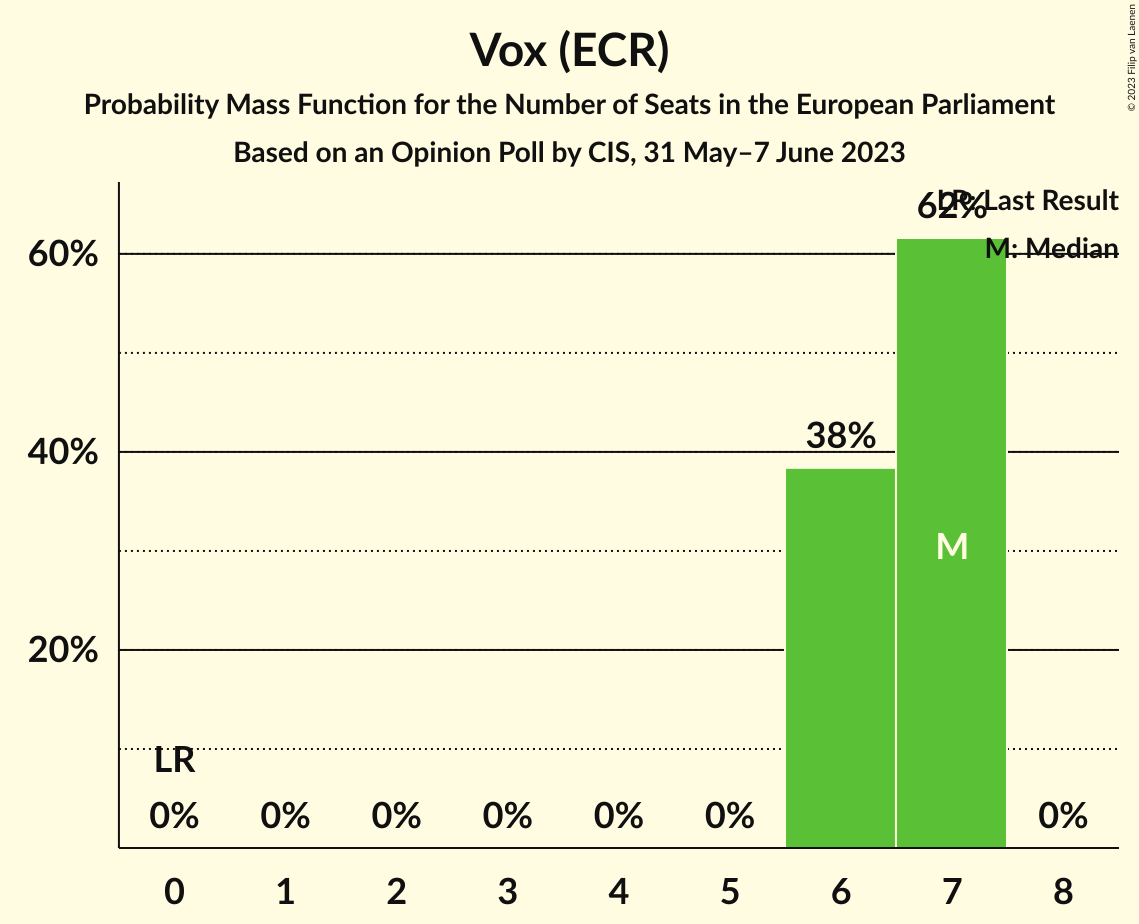 Vox (ECR)
Probability Mass Function for the Number of Seats in the European Parliament
Based on an Opinion Poll by CIS, 31 May–7 June 2023
© 2023 Filip van Laenen
LR: Last Result
M: Median
62%
60%
38%
40%
M
20%
LR
0% 0% 0% 0% 0% 0% 0%
0 1 2 3 4 5 6 7 8